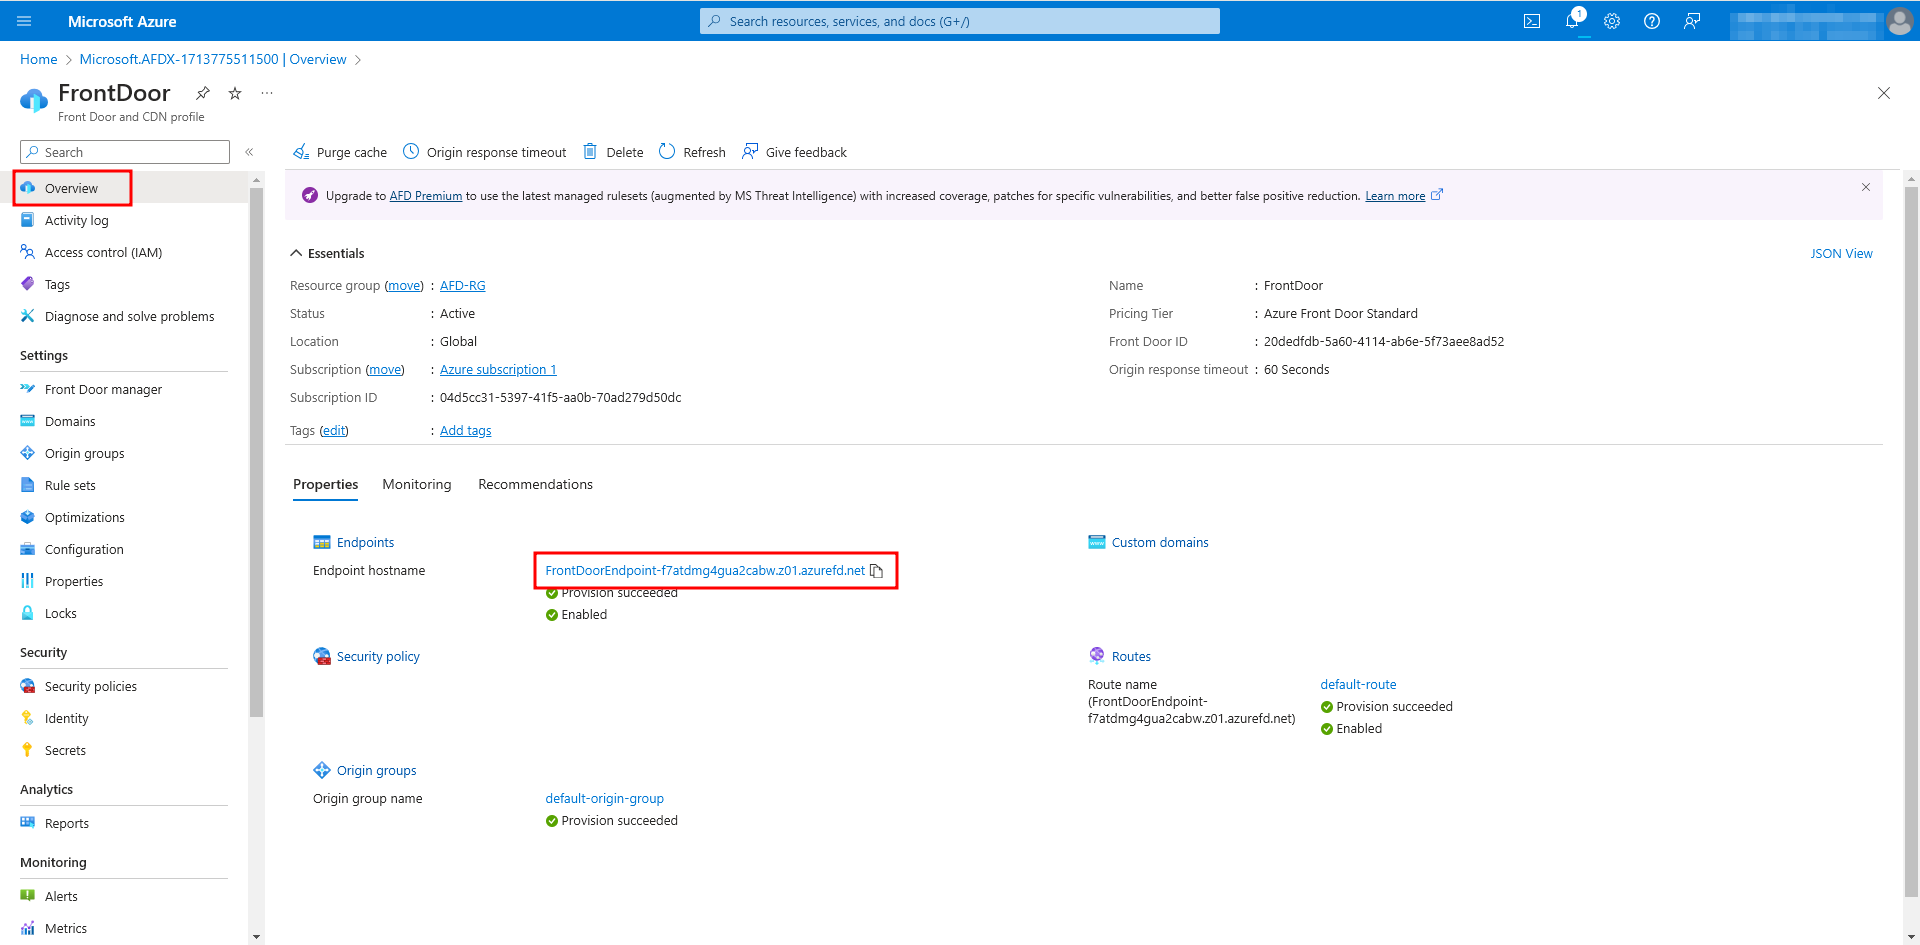 Microsoft Azure
Search resources, services, and docs (G+/)
1
Home > Microsoft.AFDX-1713775511500 | Overview >
FrontDoor
Front Door and CDN profile
Search
«
Purge cache
Origin response timeout
Delete
Refresh
Give feedback
Overview
Activity log
Access control (IAM)
Tags
Diagnose and solve problems
Settings
Front Door manager
Domains
Origin groups
Rule sets
Optimizations
Configuration
Properties
Locks
Security
Security policies
Identity
Secrets
Analytics
Reports
Monitoring
Alerts
Metrics
Upgrade to AFD Premium to use the latest managed rulesets (augmented by MS Threat Intelligence) with increased coverage, patches for specific vulnerabilities, and better false positive reduction. Learn more
Essentials
JSON View
Resource group (move) : AFD-RG
Status : Active
Location : Global
Subscription (move) : Azure subscription 1
Subscription ID : 04d5cc31-5397-41f5-aa0b-70ad279d50dc
Tags (edit) : Add tags
Name : FrontDoor
Pricing Tier : Azure Front Door Standard
Front Door ID : 20dedfdb-5a60-4114-ab6e-5f73aee8ad52
Origin response timeout : 60 Seconds
Properties
Monitoring
Recommendations
Endpoints
Endpoint hostname
FrontDoorEndpoint-f7atdmg4gua2cabw.z01.azurefd.net
Provision succeeded
Enabled
Custom domains
Security policy
Routes
Route name
(FrontDoorEndpoint-
f7atdmg4gua2cabw.z01.azurefd.net)
default-route
Provision succeeded
Enabled
Origin groups
Origin group name
default-origin-group
Provision succeeded